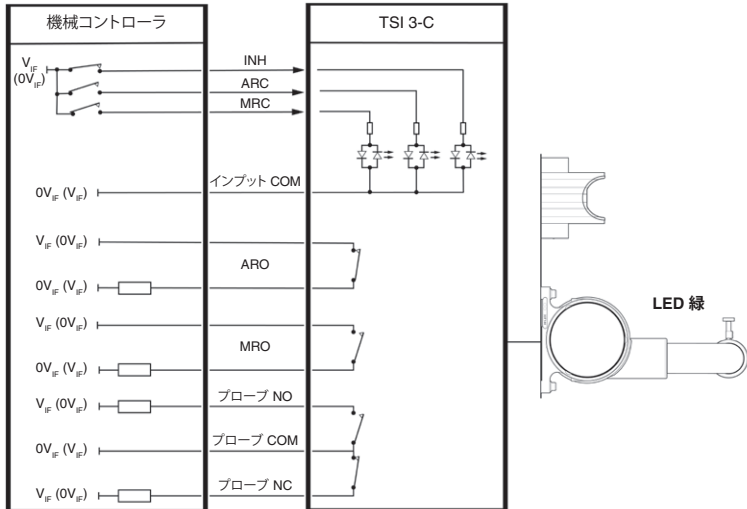 機械コントローラ
TSI 3-C
V_IF
(0V_IF)
INH
ARC
MRC
0V_IF (V_IF)
インプット COM
V_IF (0V_IF)
ARO
0V_IF (V_IF)
V_IF (0V_IF)
MRO
0V_IF (V_IF)
V_IF (0V_IF)
プローブ NO
0V_IF (V_IF)
プローブ COM
V_IF (0V_IF)
プローブ NC
LED 緑